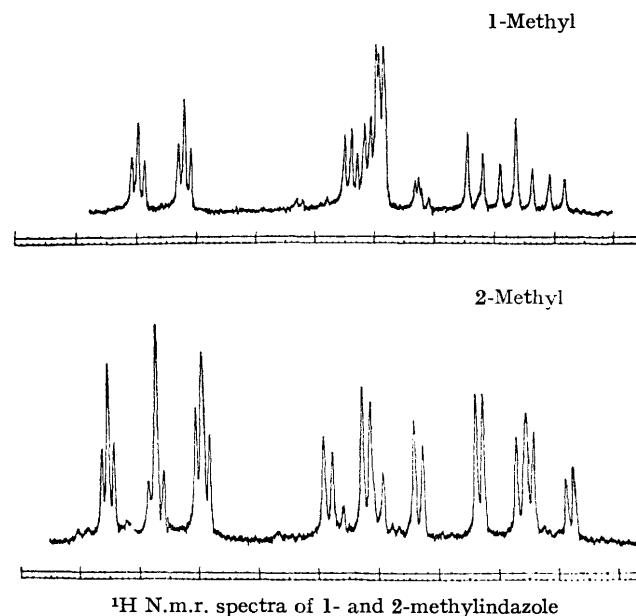 1-Methyl
2-Methyl
¹H N.m.r. spectra of 1- and 2-methylindazole